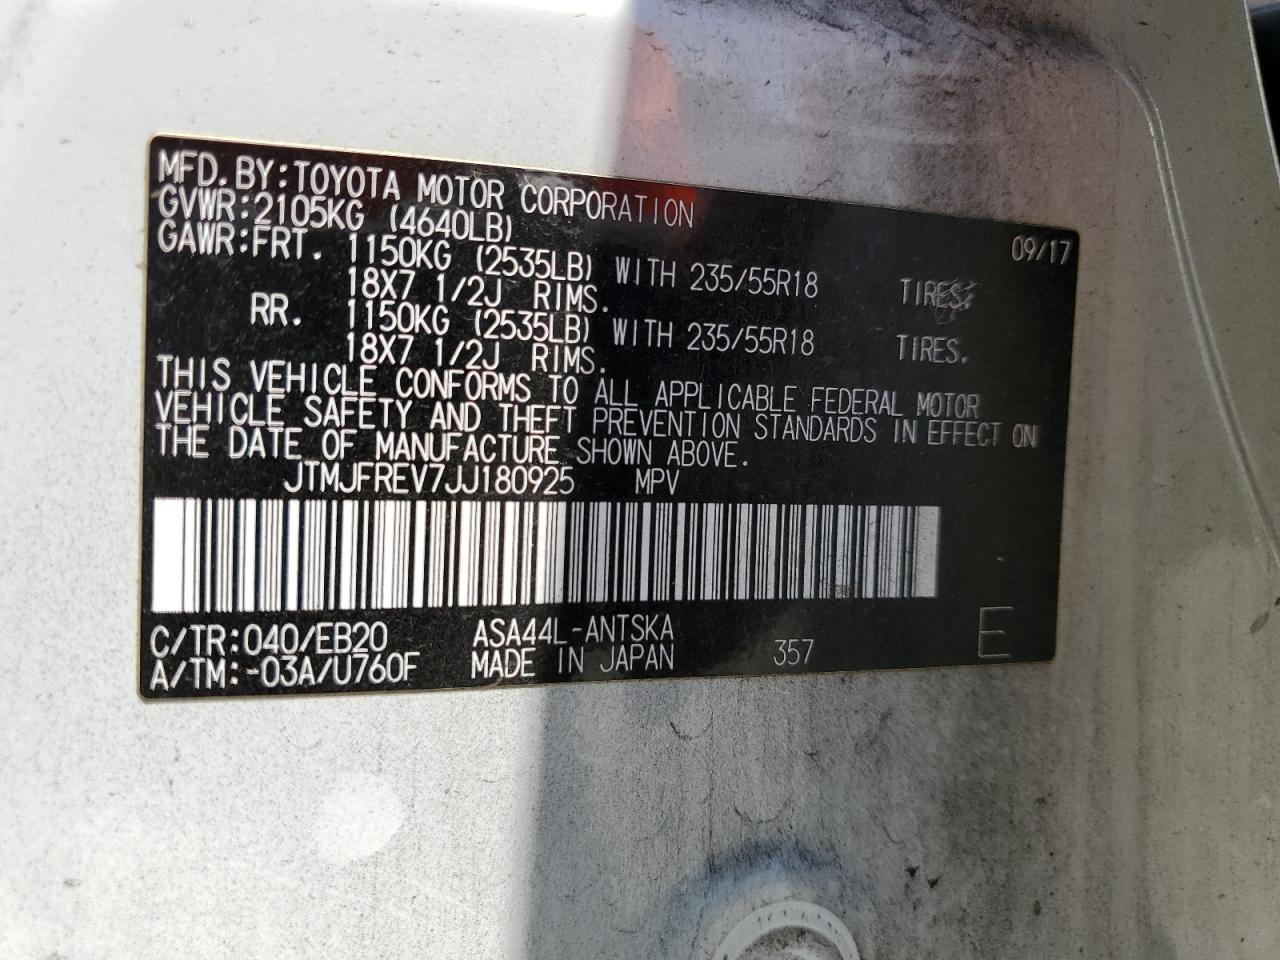 MFD. BY: TOYOTA MOTOR CORPORATION 09/17
GVWR: 2105KG (4640LB)
GAWR: FRT. 1150KG (2535LB) WITH 235/55R18 TIRES.
18X7 1/2J RIMS.
RR. 1150KG (2535LB) WITH 235/55R18 TIRES.
18X7 1/2J RIMS.
THIS VEHICLE CONFORMS TO ALL APPLICABLE FEDERAL MOTOR
VEHICLE SAFETY AND THEFT PREVENTION STANDARDS IN EFFECT ON
THE DATE OF MANUFACTURE SHOWN ABOVE.
JTMJFREV7JJ180925 MPV
C/TR: 040/EB20 ASA44L-ANTSKA
A/TM: -03A/U760F MADE IN JAPAN 357 E